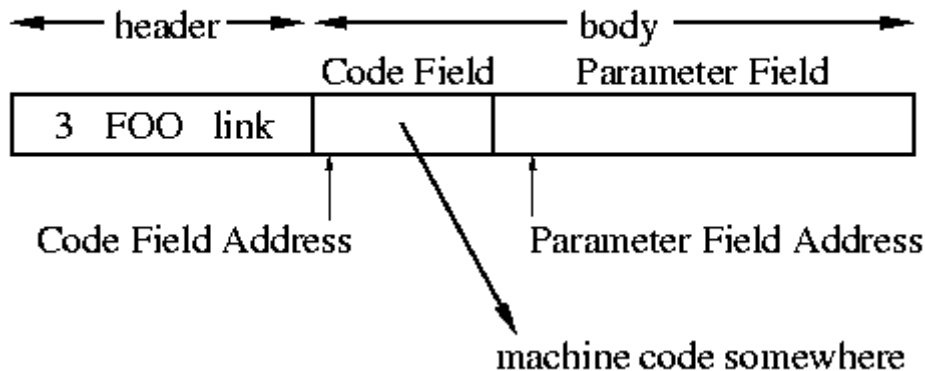 header body
Code Field Parameter Field
3 FOO link
Code Field Address Parameter Field Address
machine code somewhere